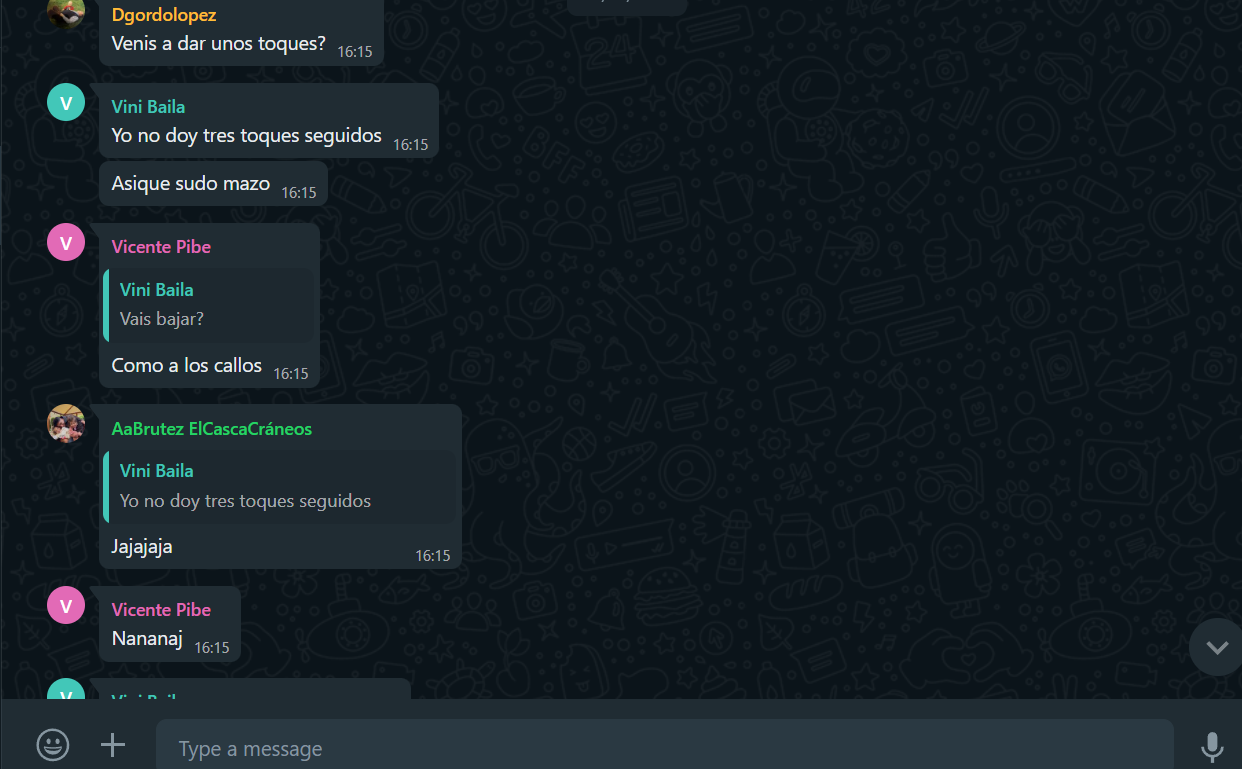 Dgordolopez
Venis a dar unos toques?
16:15
V
Vini Baila
Yo no doy tres toques seguidos
16:15
Asique sudo mazo
16:15
V
Vicente Pibe
Vini Baila
Vais bajar?
Como a los callos
16:15
AaBrutez ElCascaCráneos
Vini Baila
Yo no doy tres toques seguidos
Jajajaja
16:15
V
Vicente Pibe
Nananaj
16:15
V
Vini Baila
Type a message